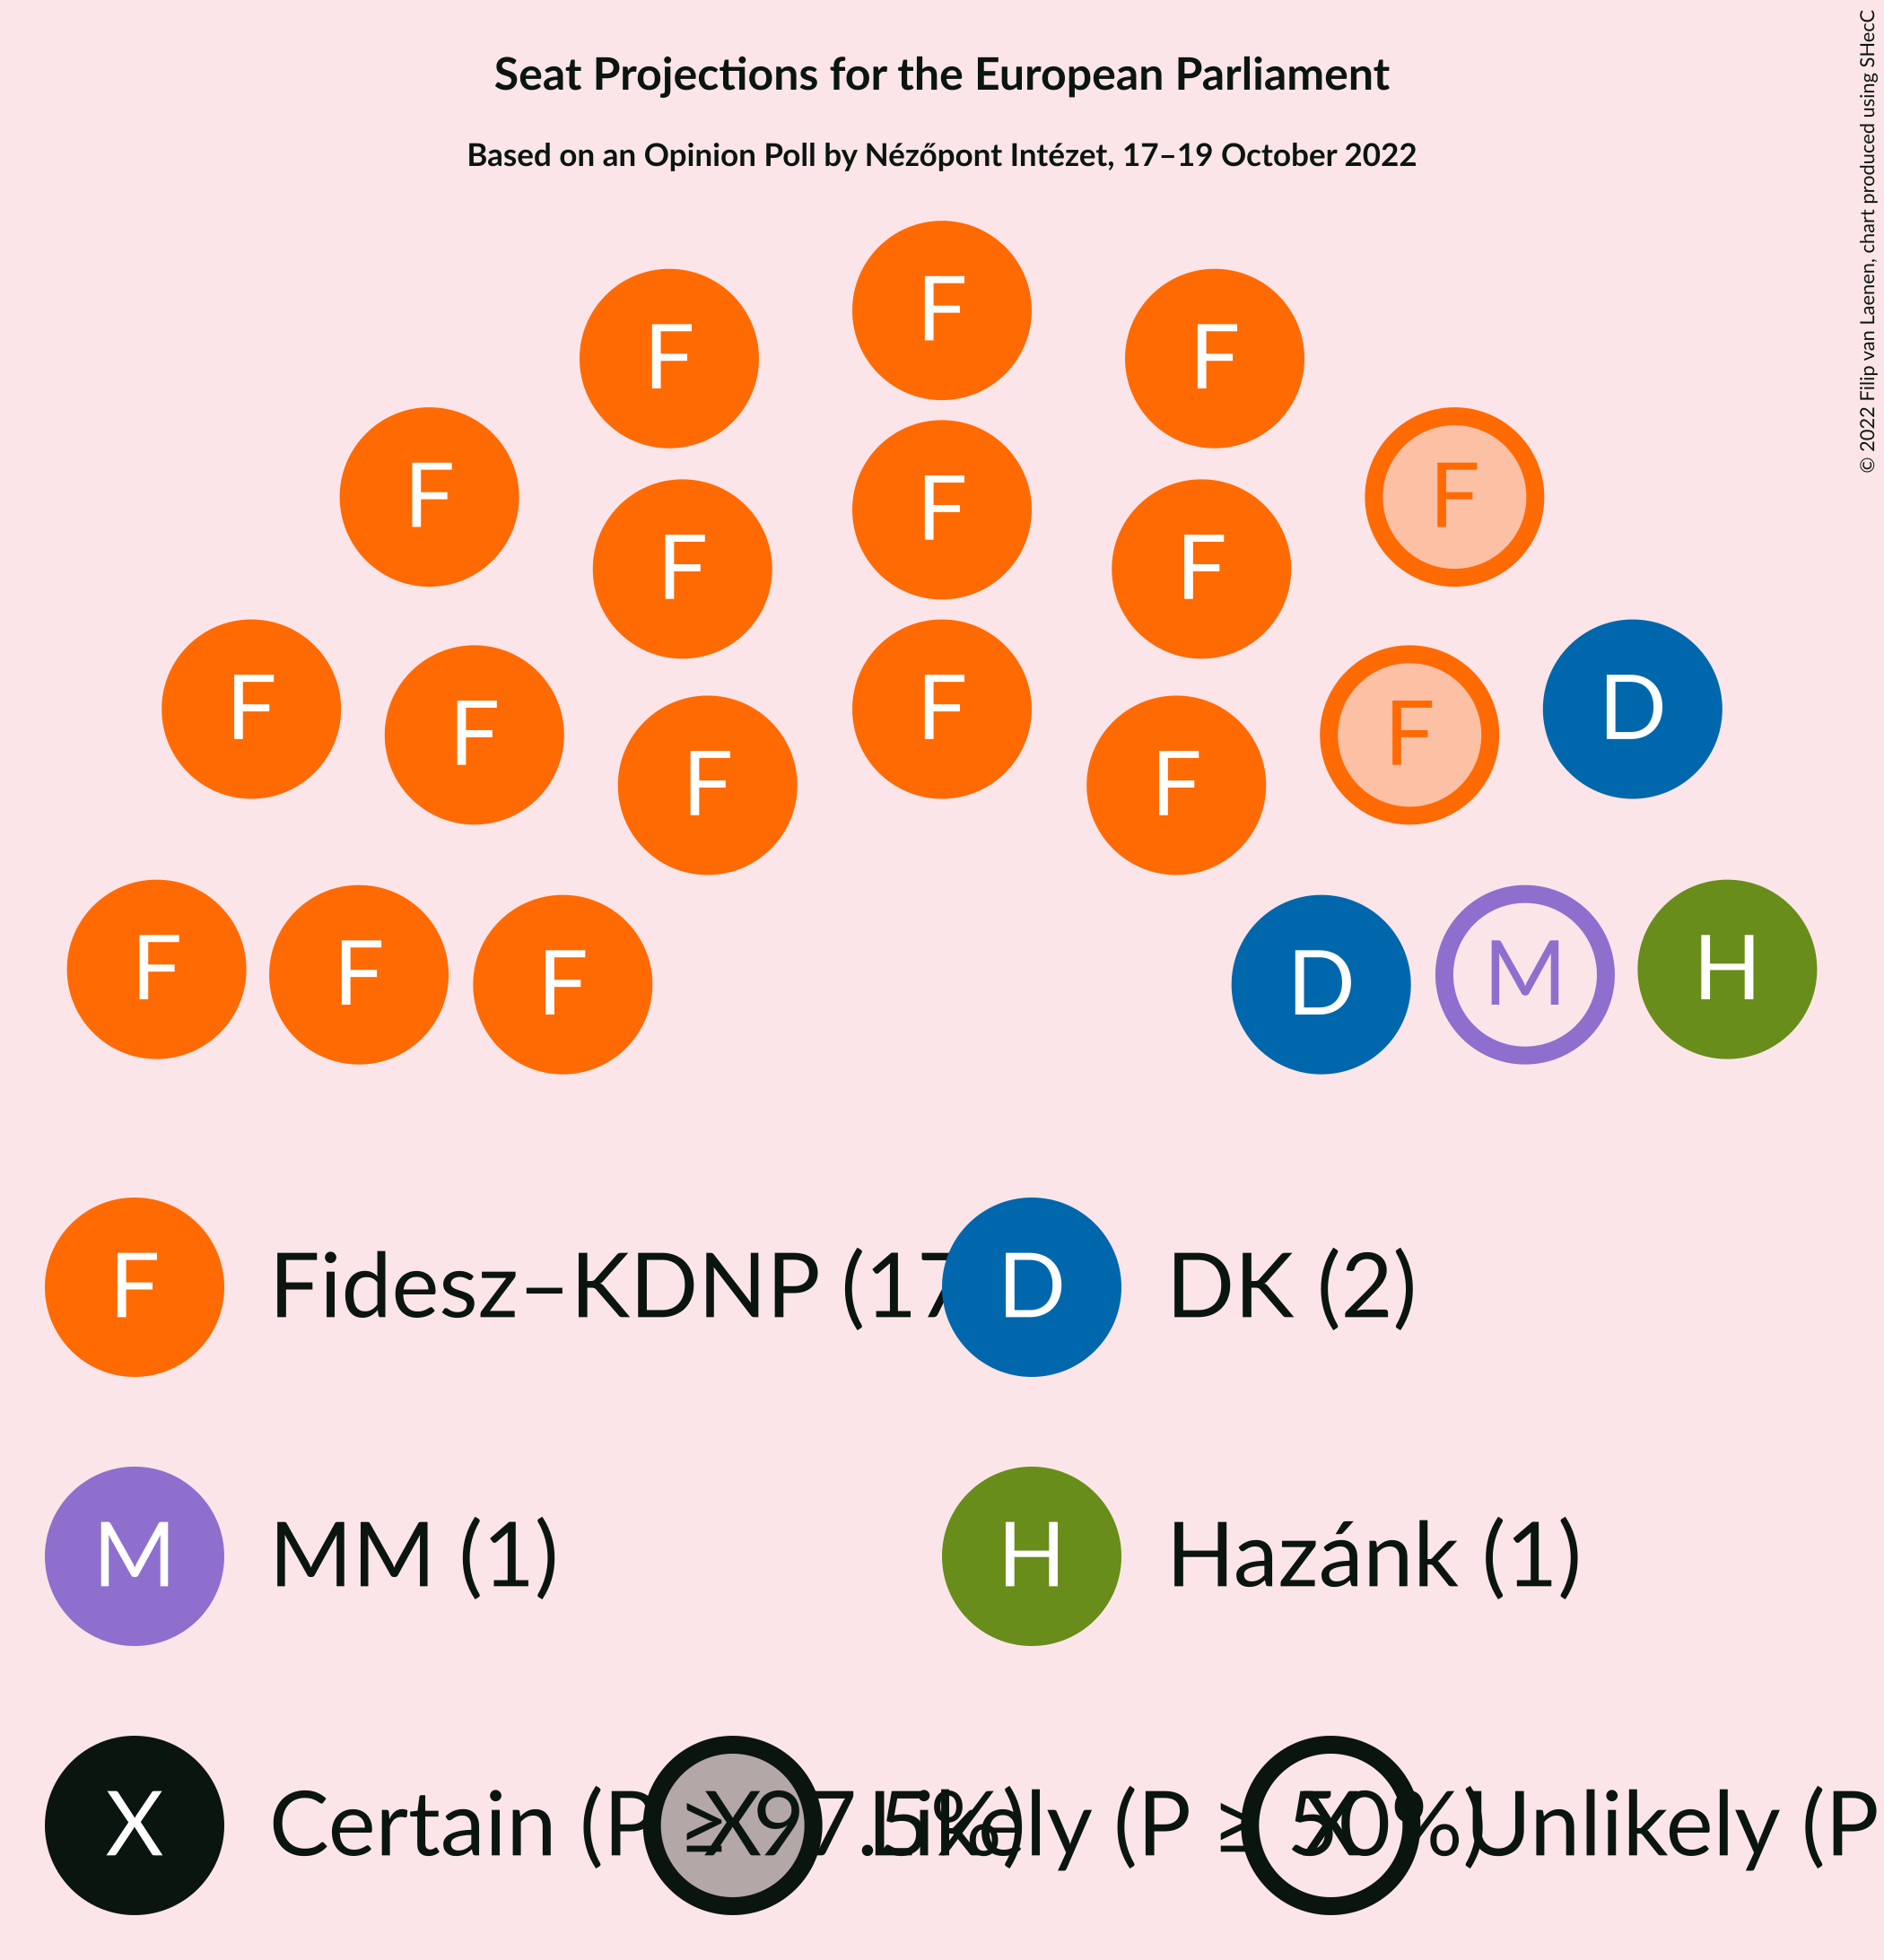 Seat Projections for the European Parliament
Based on an Opinion Poll by Nézőpont Intézet, 17–19 October 2022
© 2022 Filip van Laenen, chart produced using SHecC
F
F F
F F
F
F F
F F D
F F
F F
F F F D M H
F Fidesz–KDNP (17 D DK (2)
M MM (1) H Hazánk (1)
X Certain (P ≥ 97.5%) X Likely (P ≥ 50%) X Unlikely (P